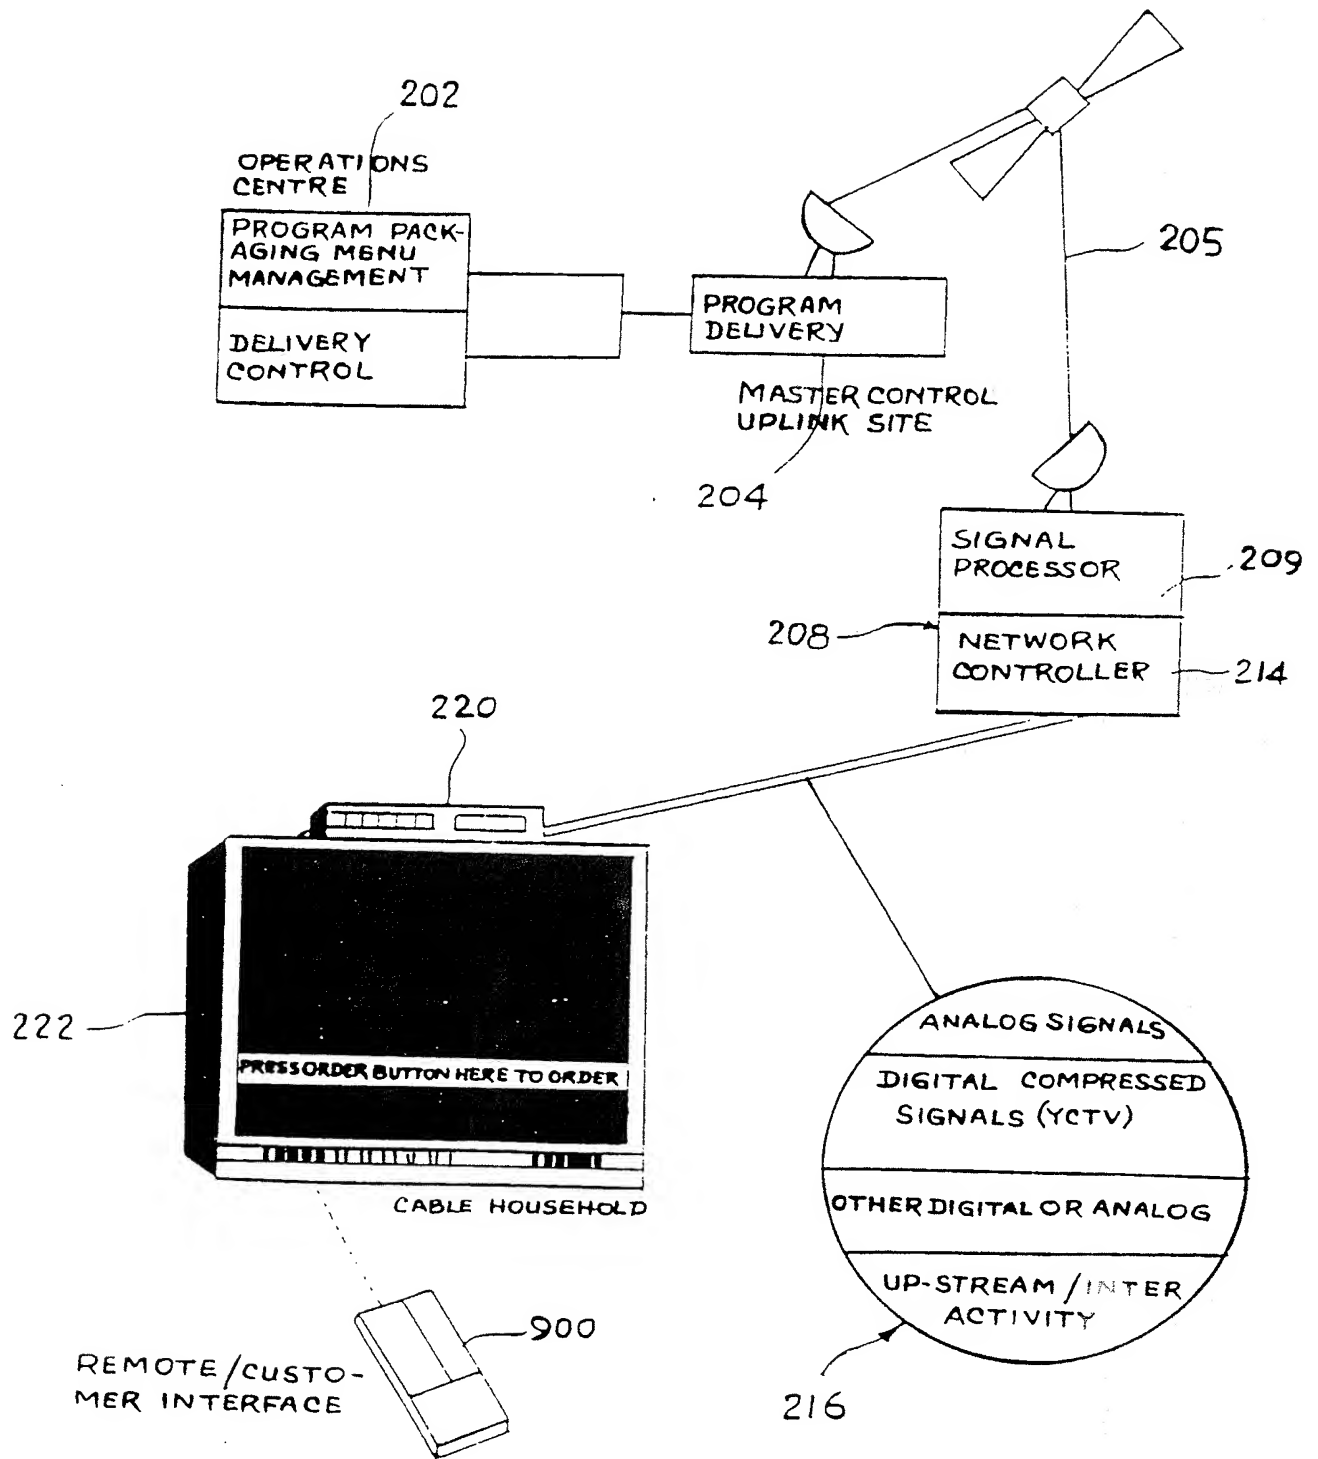 202
OPERATIONS
CENTRE
PROGRAM PACK-
AGING MENU
MANAGEMENT
DELIVERY
CONTROL
205
PROGRAM
DELIVERY
MASTER CONTROL
UPLINK SITE
204
SIGNAL
PROCESSOR
209
208
NETWORK
CONTROLLER
214
220
222
PRESS ORDER BUTTON HERE TO ORDER
CABLE HOUSEHOLD
ANALOG SIGNALS
DIGITAL COMPRESSED
SIGNALS (YCTV)
OTHER DIGITAL OR ANALOG
UP-STREAM/INTER
ACTIVITY
216
900
REMOTE/CUSTO-
MER INTERFACE